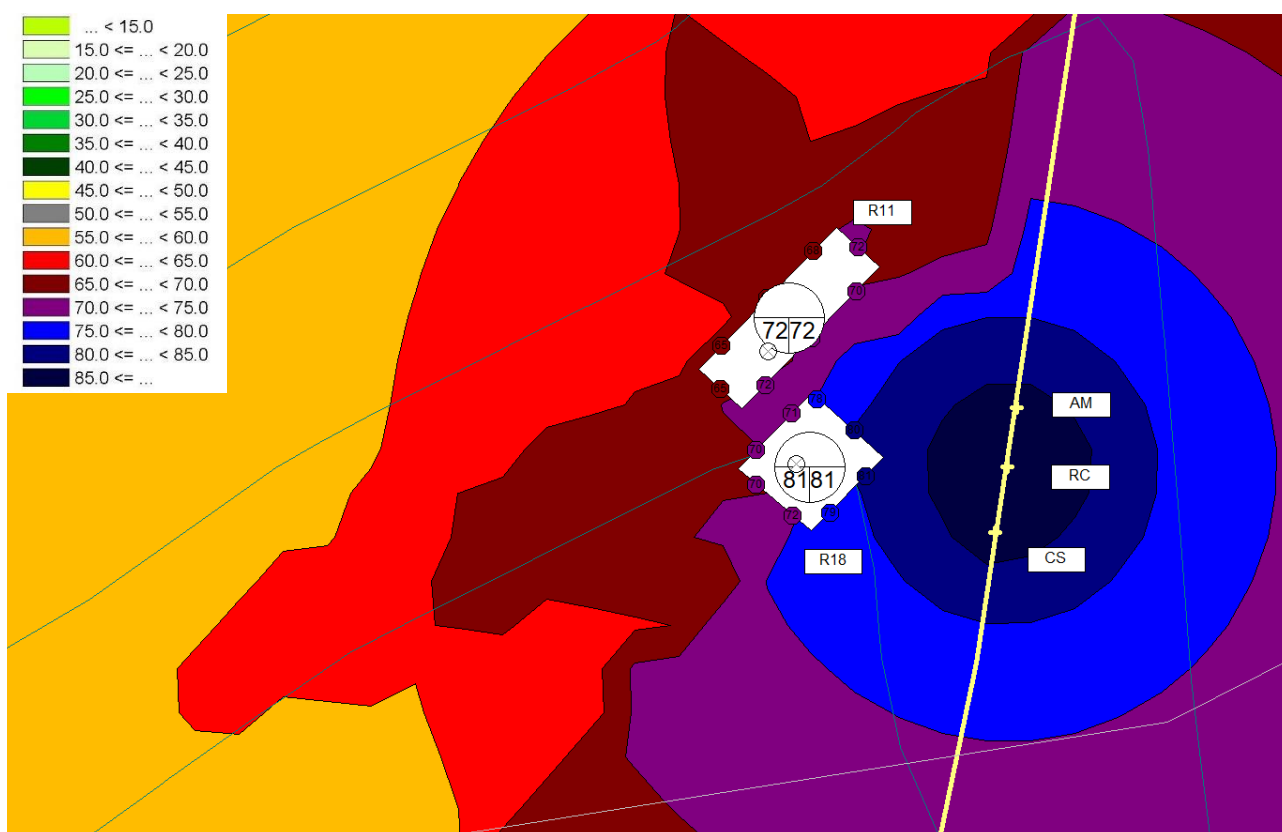 ... < 15.0
15.0 <= ... < 20.0
20.0 <= ... < 25.0
25.0 <= ... < 30.0
30.0 <= ... < 35.0
35.0 <= ... < 40.0
40.0 <= ... < 45.0
45.0 <= ... < 50.0
50.0 <= ... < 55.0
55.0 <= ... < 60.0
60.0 <= ... < 65.0
65.0 <= ... < 70.0
70.0 <= ... < 75.0
75.0 <= ... < 80.0
80.0 <= ... < 85.0
85.0 <= ...
R11
72
70
72 72
72
71
70
70
72
79
81 81
R18
AM
RC
CS